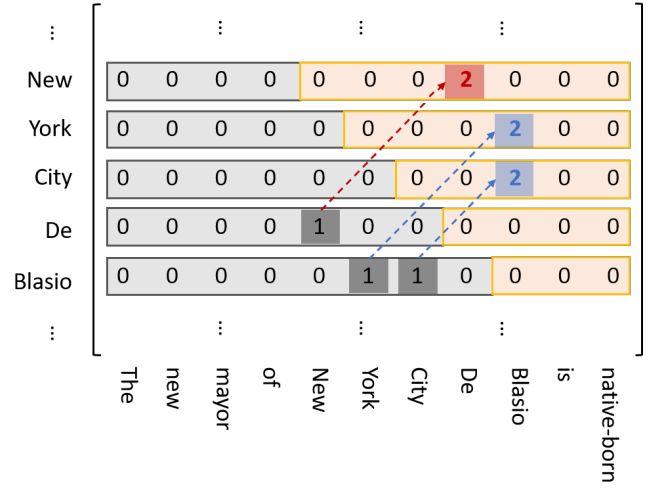 ⋮ ⋮ ⋮ ⋮
New 0 0 0 0 0 0 0 2 0 0 0
York 0 0 0 0 0 0 0 0 2 0 0
City 0 0 0 0 0 0 0 0 2 0 0
De 0 0 0 0 1 0 0 0 0 0 0
Blasio 0 0 0 0 0 1 1 0 0 0 0
⋮ ⋮ ⋮ ⋮
The new mayor of New York City De Blasio is native-born